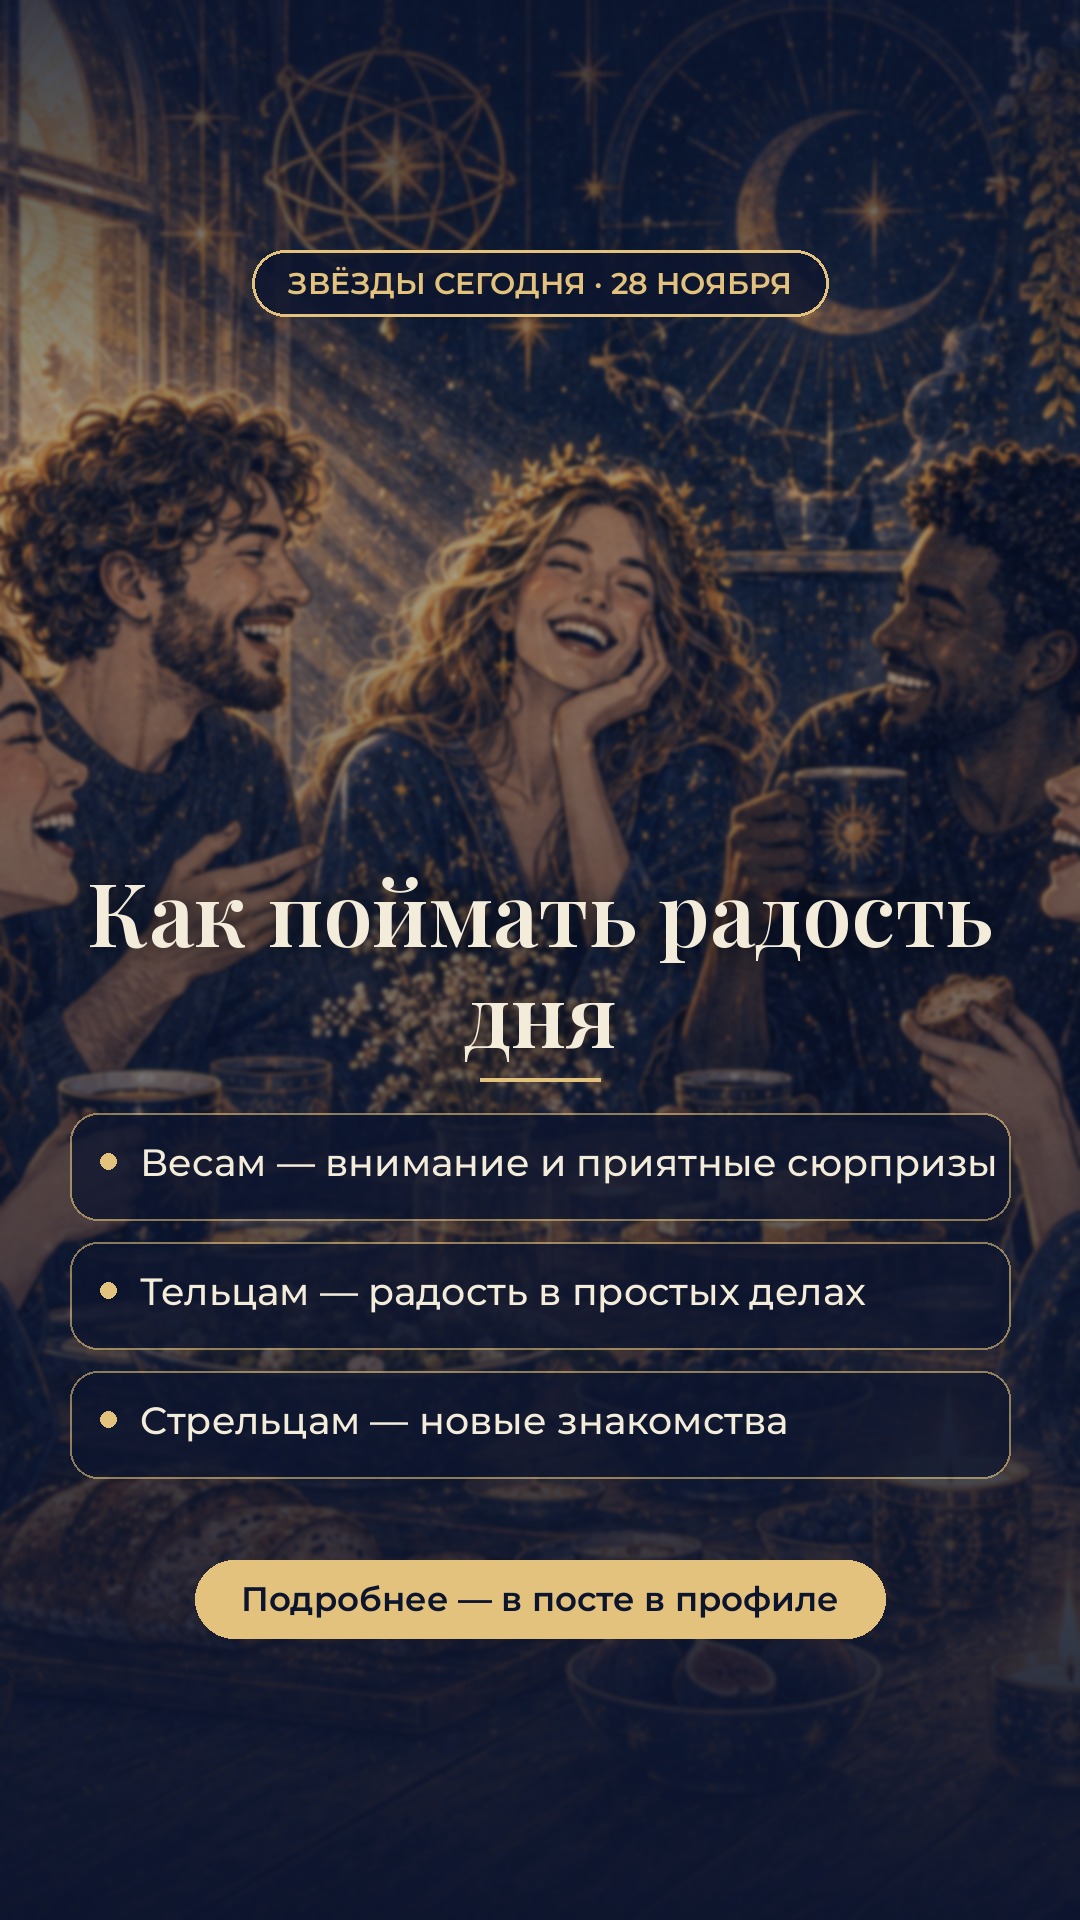 ЗВЁЗДЫ СЕГОДНЯ · 28 НОЯБРЯ
Как поймать радость
дня
Весам — внимание и приятные сюрпризы
Тельцам — радость в простых делах
Стрельцам — новые знакомства
Подробнее — в посте в профиле